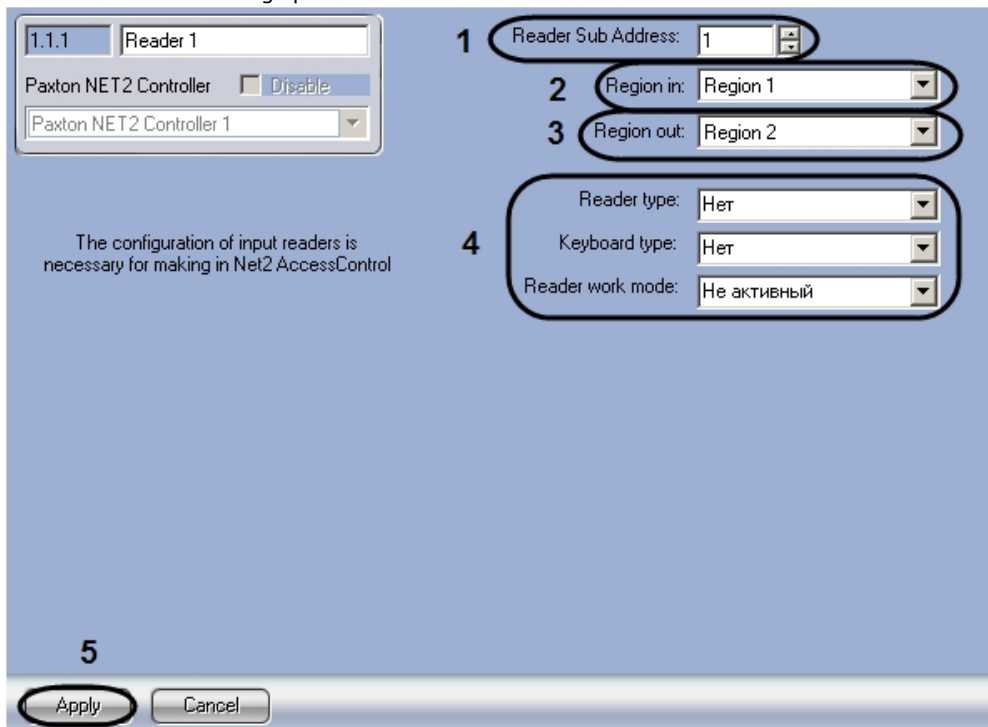 1.1.1 Reader 1
Paxton NET2 Controller Disable
Paxton NET2 Controller 1
The configuration of input readers is
necessary for making in Net2 AccessControl
1 Reader Sub Address: 1
2 Region in: Region 1
3 Region out: Region 2
4
Reader type: Нет
Keyboard type: Нет
Reader work mode: Не активный
5
Apply Cancel